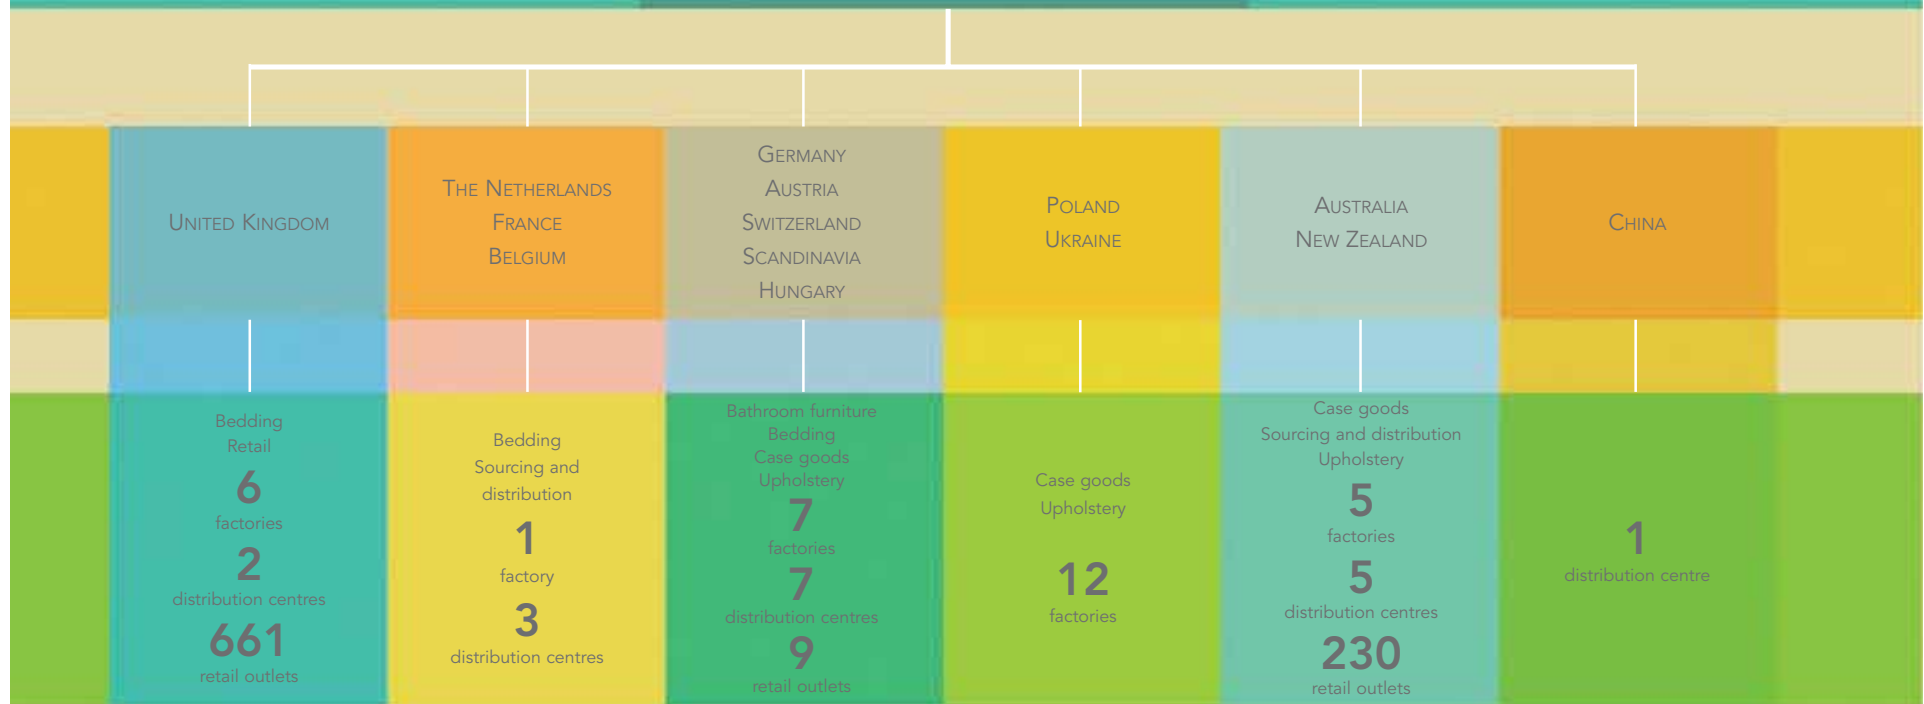 UNITED KINGDOM
THE NETHERLANDS
FRANCE
BELGIUM
GERMANY
AUSTRIA
SWITZERLAND
SCANDINAVIA
HUNGARY
POLAND
UKRAINE
AUSTRALIA
NEW ZEALAND
CHINA
Bedding
Retail
6
factories
2
distribution centres
661
retail outlets
Bedding
Sourcing and
distribution
1
factory
3
distribution centres
Bathroom furniture
Bedding
Case goods
Upholstery
7
factories
7
distribution centres
9
retail outlets
Case goods
Upholstery
12
factories
Case goods
Sourcing and distribution
Upholstery
5
factories
5
distribution centres
230
retail outlets
1
distribution centre